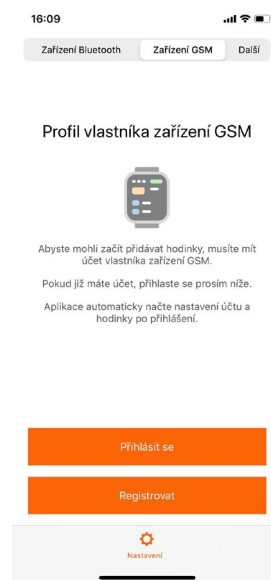 16:09
Zařízení Bluetooth Zařízení GSM Další
Profil vlastníka zařízení GSM
Abyste mohli začít přidávat hodinky, musíte mít
účet vlastníka zařízení GSM.
Pokud již máte účet, přihlaste se prosím níže.
Aplikace automaticky načte nastavení účtu a
hodinky po přihlášení.
Přihlásit se
Registrovat
Nastavení